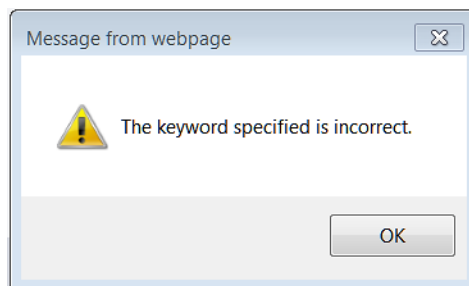 Message from webpage
The keyword specified is incorrect.
OK